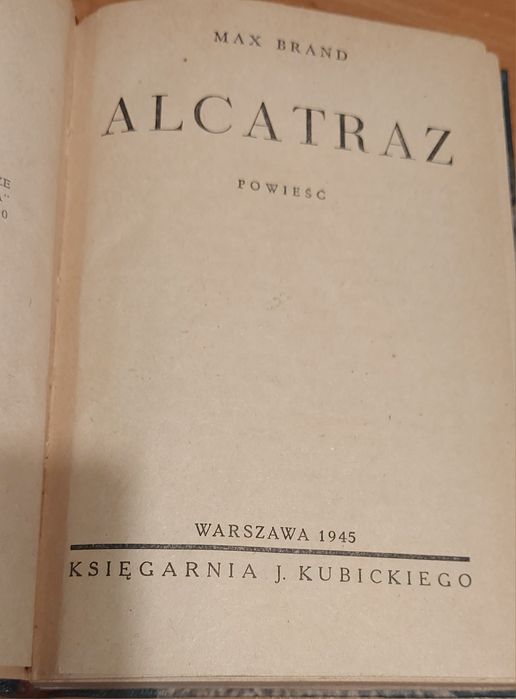 MAX BRAND
ALCATRAZ
POWIEŚĆ
WARSZAWA 1945
KSIĘGARNIA J. KUBICKIEGO